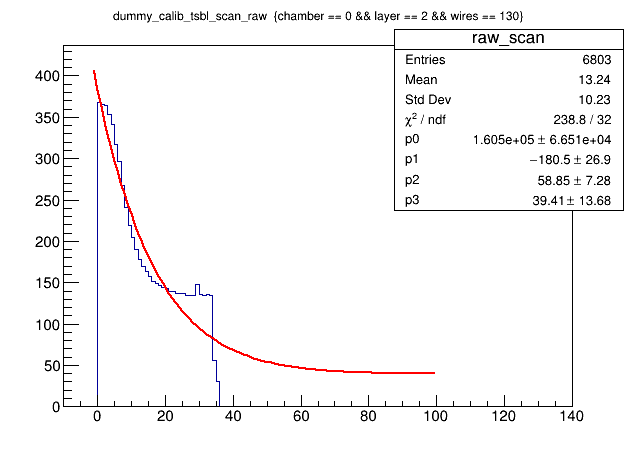 dummy_calib_tsbl_scan_raw {chamber == 0 && layer == 2 && wires == 130}
raw_scan
Entries 6803
Mean 13.24
Std Dev 10.23
χ² / ndf 238.8 / 32
p0 1.605e+05 ± 6.651e+04
p1 −180.5 ± 26.9
p2 58.85 ± 7.28
p3 39.41 ± 13.68
400
350
300
250
200
150
100
50
0
0 20 40 60 80 100 120 140